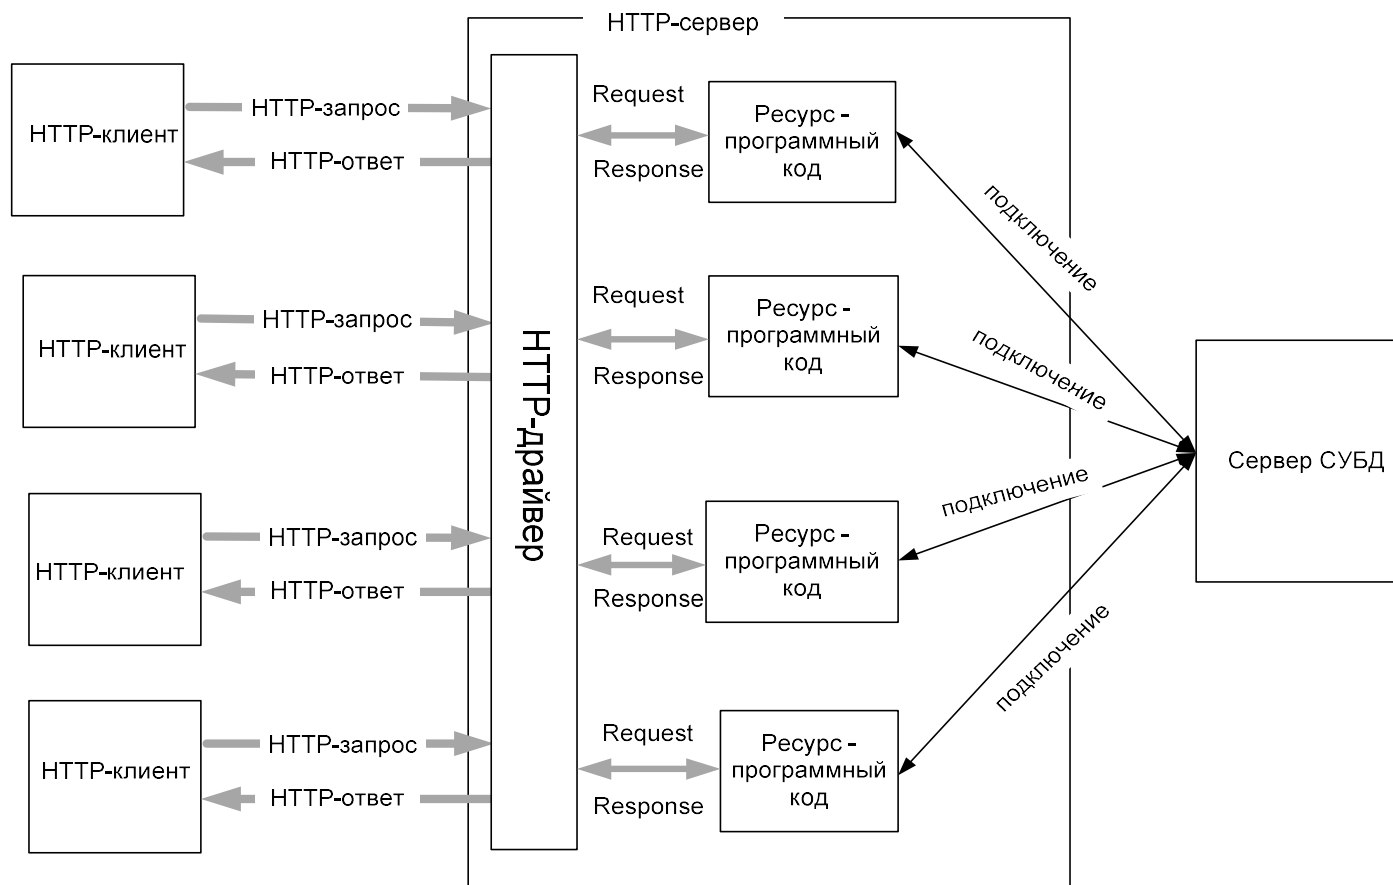 HTTP-сервер
HTTP-клиент
HTTP-запрос
HTTP-ответ
Request
Response
Ресурс -
программный
код
подключение
HTTP-клиент
HTTP-запрос
HTTP-ответ
Request
Response
Ресурс -
программный
код
подключение
HTTP-драйвер
Сервер СУБД
HTTP-клиент
HTTP-запрос
HTTP-ответ
Request
Response
Ресурс -
программный
код
подключение
HTTP-клиент
HTTP-запрос
HTTP-ответ
Request
Response
Ресурс -
программный
код
подключение